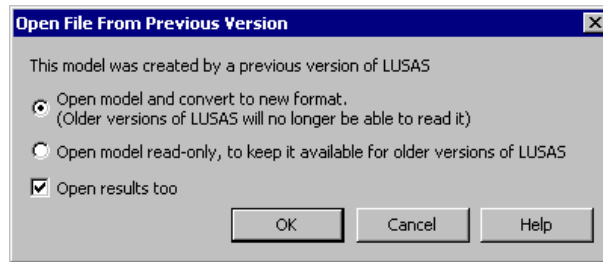 Open File From Previous Version
This model was created by a previous version of LUSAS
Open model and convert to new format.
(Older versions of LUSAS will no longer be able to read it)
Open model read-only, to keep it available for older versions of LUSAS
Open results too
OK Cancel Help